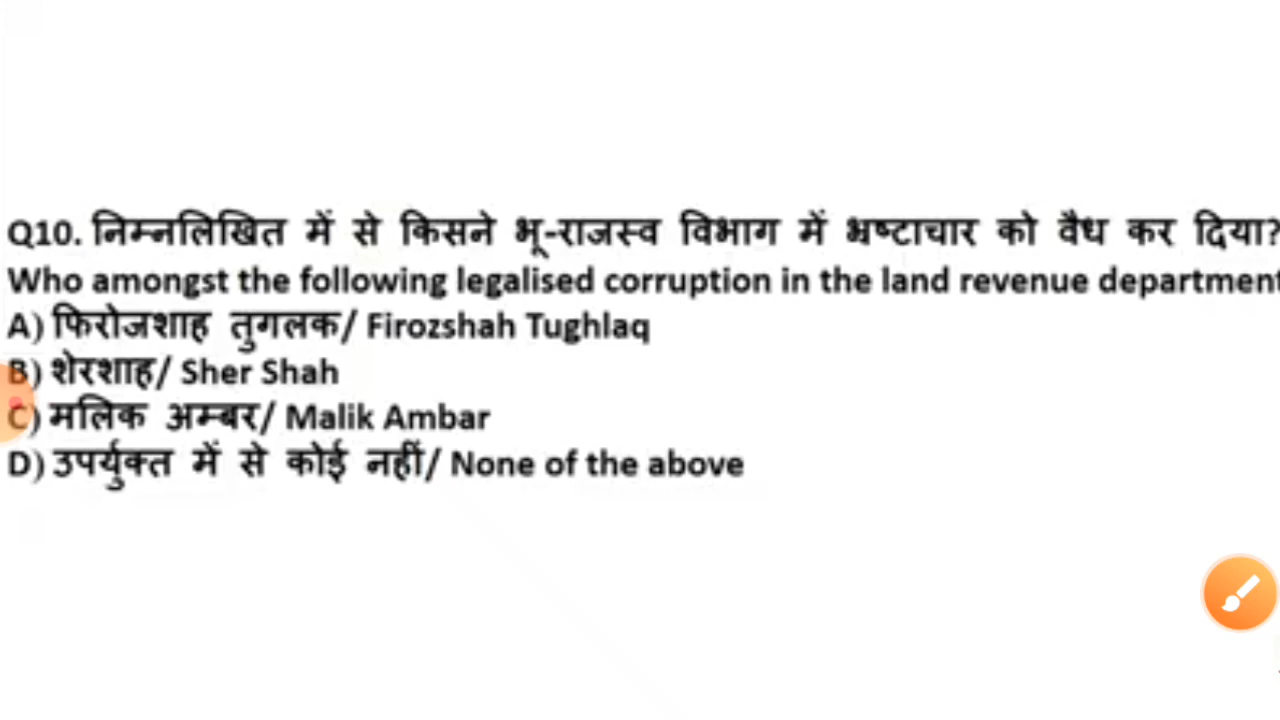 Q10. निम्नलिखित में से किसने भू-राजस्व विभाग में भ्रष्टाचार को वैध कर दिया?
Who amongst the following legalised corruption in the land revenue department
A) फिरोजशाह तुगलक/ Firozshah Tughlaq
B) शेरशाह/ Sher Shah
C) मलिक अम्बर/ Malik Ambar
D) उपर्युक्त में से कोई नहीं/ None of the above